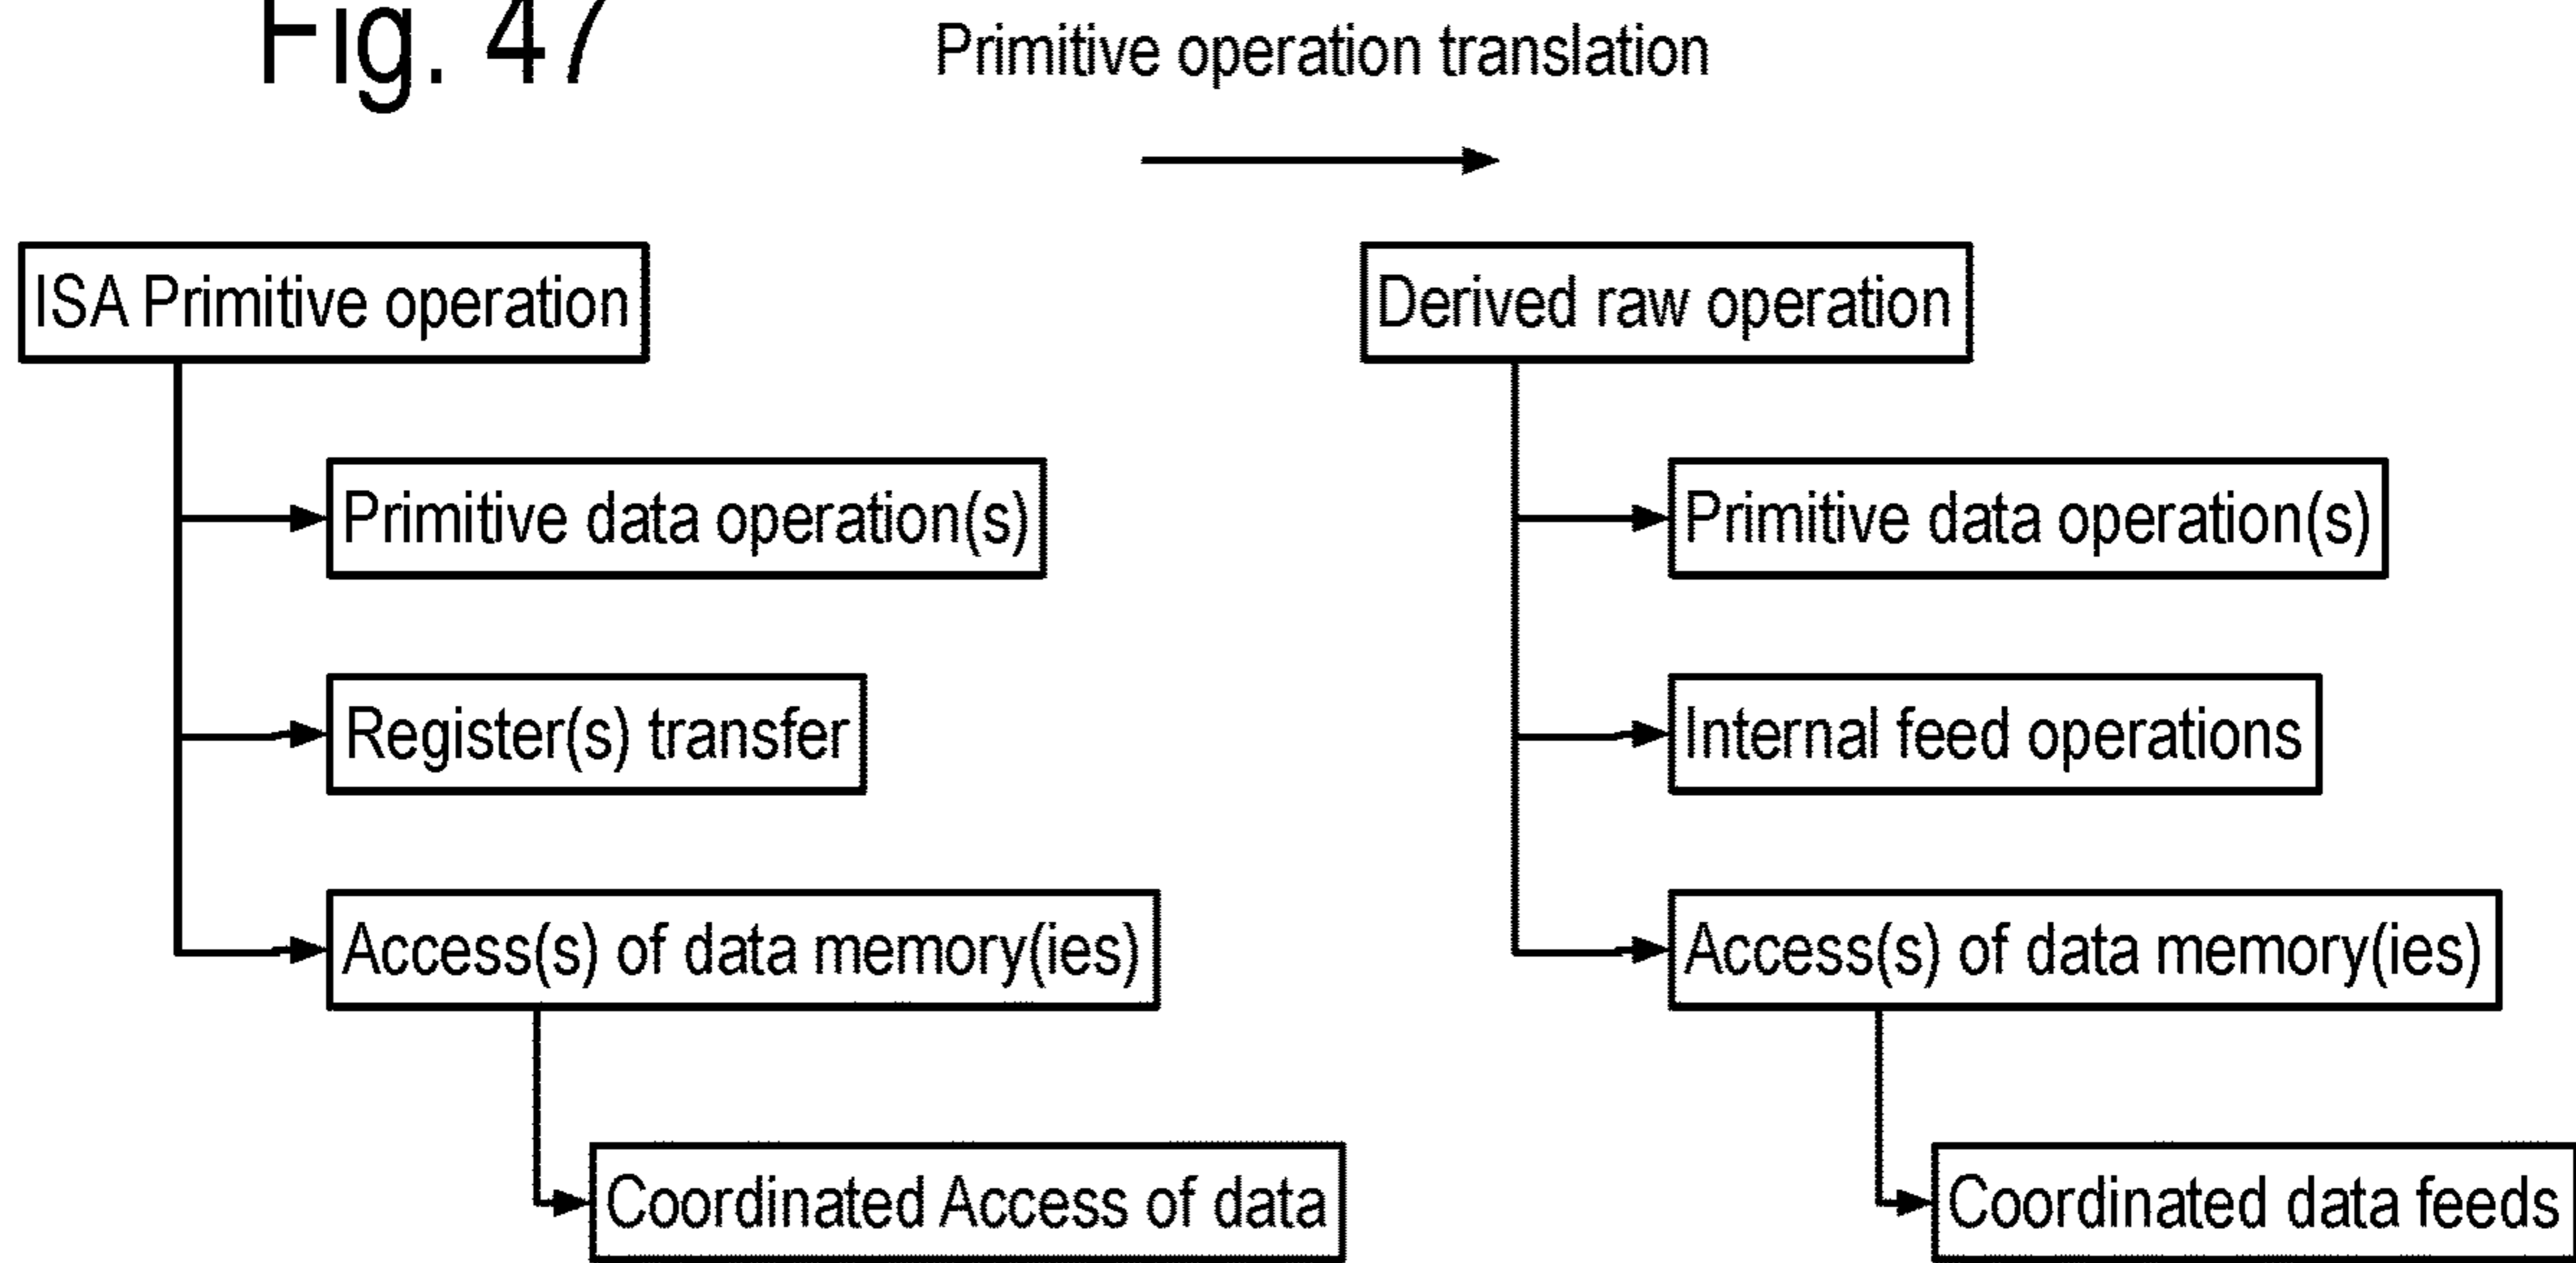 Fig. 47
Primitive operation translation
ISA Primitive operation
Primitive data operation(s)
Register(s) transfer
Access(s) of data memory(ies)
Coordinated Access of data
Derived raw operation
Primitive data operation(s)
Internal feed operations
Access(s) of data memory(ies)
Coordinated data feeds